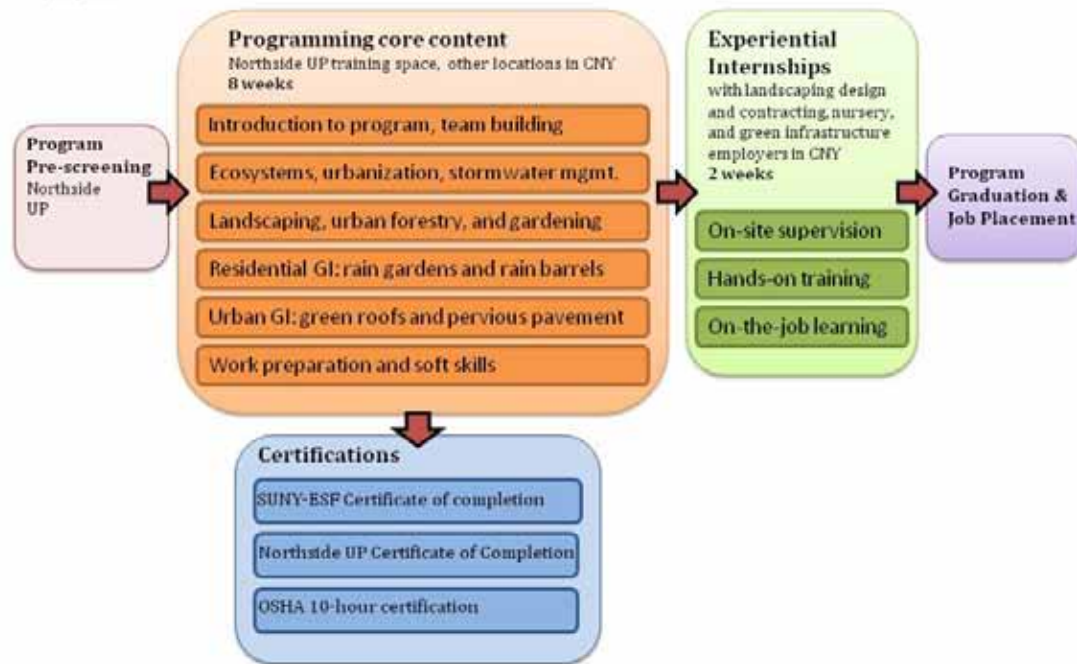 Program
Pre-screening
Northside
UP
Programming core content
Northside UP training space, other locations in CNY
8 weeks
Introduction to program, team building
Ecosystems, urbanization, stormwater mgmt.
Landscaping, urban forestry, and gardening
Residential GI: rain gardens and rain barrels
Urban GI: green roofs and pervious pavement
Work preparation and soft skills
Certifications
SUNY-ESF Certificate of completion
Northside UP Certificate of Completion
OSHA 10-hour certification
Experiential
Internships
with landscaping design
and contracting, nursery,
and green infrastructure
employers in CNY
2 weeks
On-site supervision
Hands-on training
On-the-job learning
Program
Graduation &
Job Placement